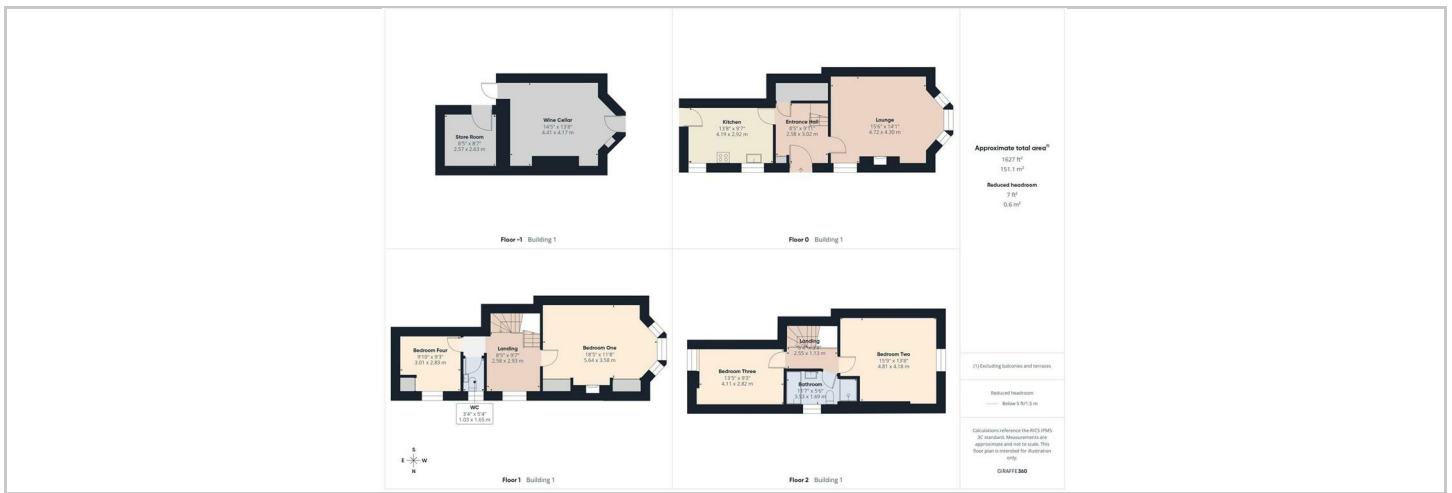 Wine Cellar
14'5" x 13'8"
4.41 x 4.17 m
Store Room
8'5" x 8'7"
2.57 x 2.63 m
Floor -1 Building 1
Kitchen
13'8" x 9'7"
4.19 x 2.92 m
Entrance Hall
8'5" x 9'11"
2.58 x 3.02 m
Lounge
15'6" x 14'1"
4.72 x 4.30 m
Floor 0 Building 1
Approximate total area(1)
1627 ft²
151.1 m²
Reduced headroom
7 ft²
0.6 m²
Bedroom Four
9'10" x 9'3"
3.01 x 2.83 m
Landing
8'5" x 9'7"
2.58 x 2.93 m
Bedroom One
18'5" x 11'8"
5.64 x 3.58 m
WC
3'4" x 5'4"
1.03 x 1.65 m
S
E W
N
Floor 1 Building 1
Landing
2.55 x 1.13 m
Bedroom Two
15'9" x 13'8"
4.81 x 4.18 m
Bedroom Three
13'5" x 9'3"
4.11 x 2.82 m
Bathroom
11'7" x 5'6"
3.53 x 1.69 m
Floor 2 Building 1
(1) Excluding balconies and terraces
Reduced headroom
Below 5 ft/1.5 m
Calculations reference the RICS IPMS
3C standard. Measurements are
approximate and not to scale. This
floor plan is intended for illustration
only.
GIRAFFE360